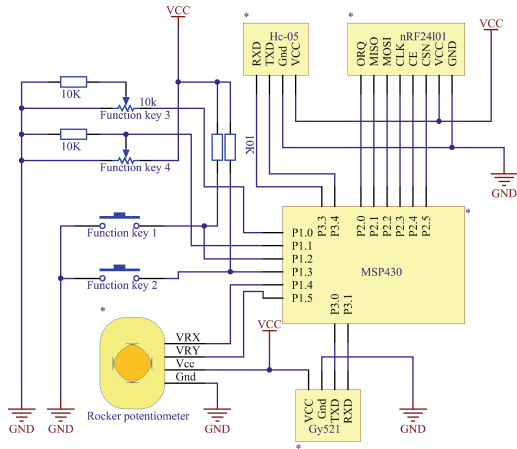 VCC
*
Hc-05
RXD
TXD
Gnd
VCC
*
nRF24l01
ORQ
MISO
MOSI
CLK
CE
CSN
VCC
GND
VCC
10K
10k
Function key 3
10K
Function key 4
10K
GND
Function key 1
Function key 2
*
MSP430
P3.3
P3.4
P2.0
P2.1
P2.2
P2.3
P2.4
P2.5
P1.0
P1.1
P1.2
P1.3
P1.4
P1.5
P3.0
P3.1
*
VRX
VRY
Vcc
Gnd
Rocker potentiometer
VCC
GND
GND
GND
VCC
Gnd
TXD
RXD
Gy521
*
GND